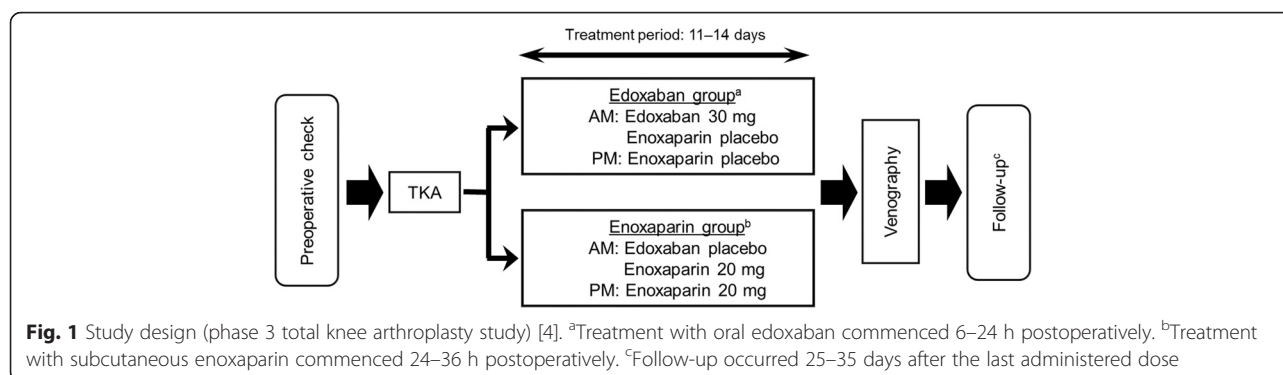 Treatment period: 11–14 days
Preoperative check
TKA
Edoxaban groupᵃ
AM: Edoxaban 30 mg
Enoxaparin placebo
PM: Enoxaparin placebo
Enoxaparin groupᵇ
AM: Edoxaban placebo
Enoxaparin 20 mg
PM: Enoxaparin 20 mg
Venography
Follow-upᶜ
Fig. 1 Study design (phase 3 total knee arthroplasty study) [4]. ᵃTreatment with oral edoxaban commenced 6–24 h postoperatively. ᵇTreatment
with subcutaneous enoxaparin commenced 24–36 h postoperatively. ᶜFollow-up occurred 25–35 days after the last administered dose